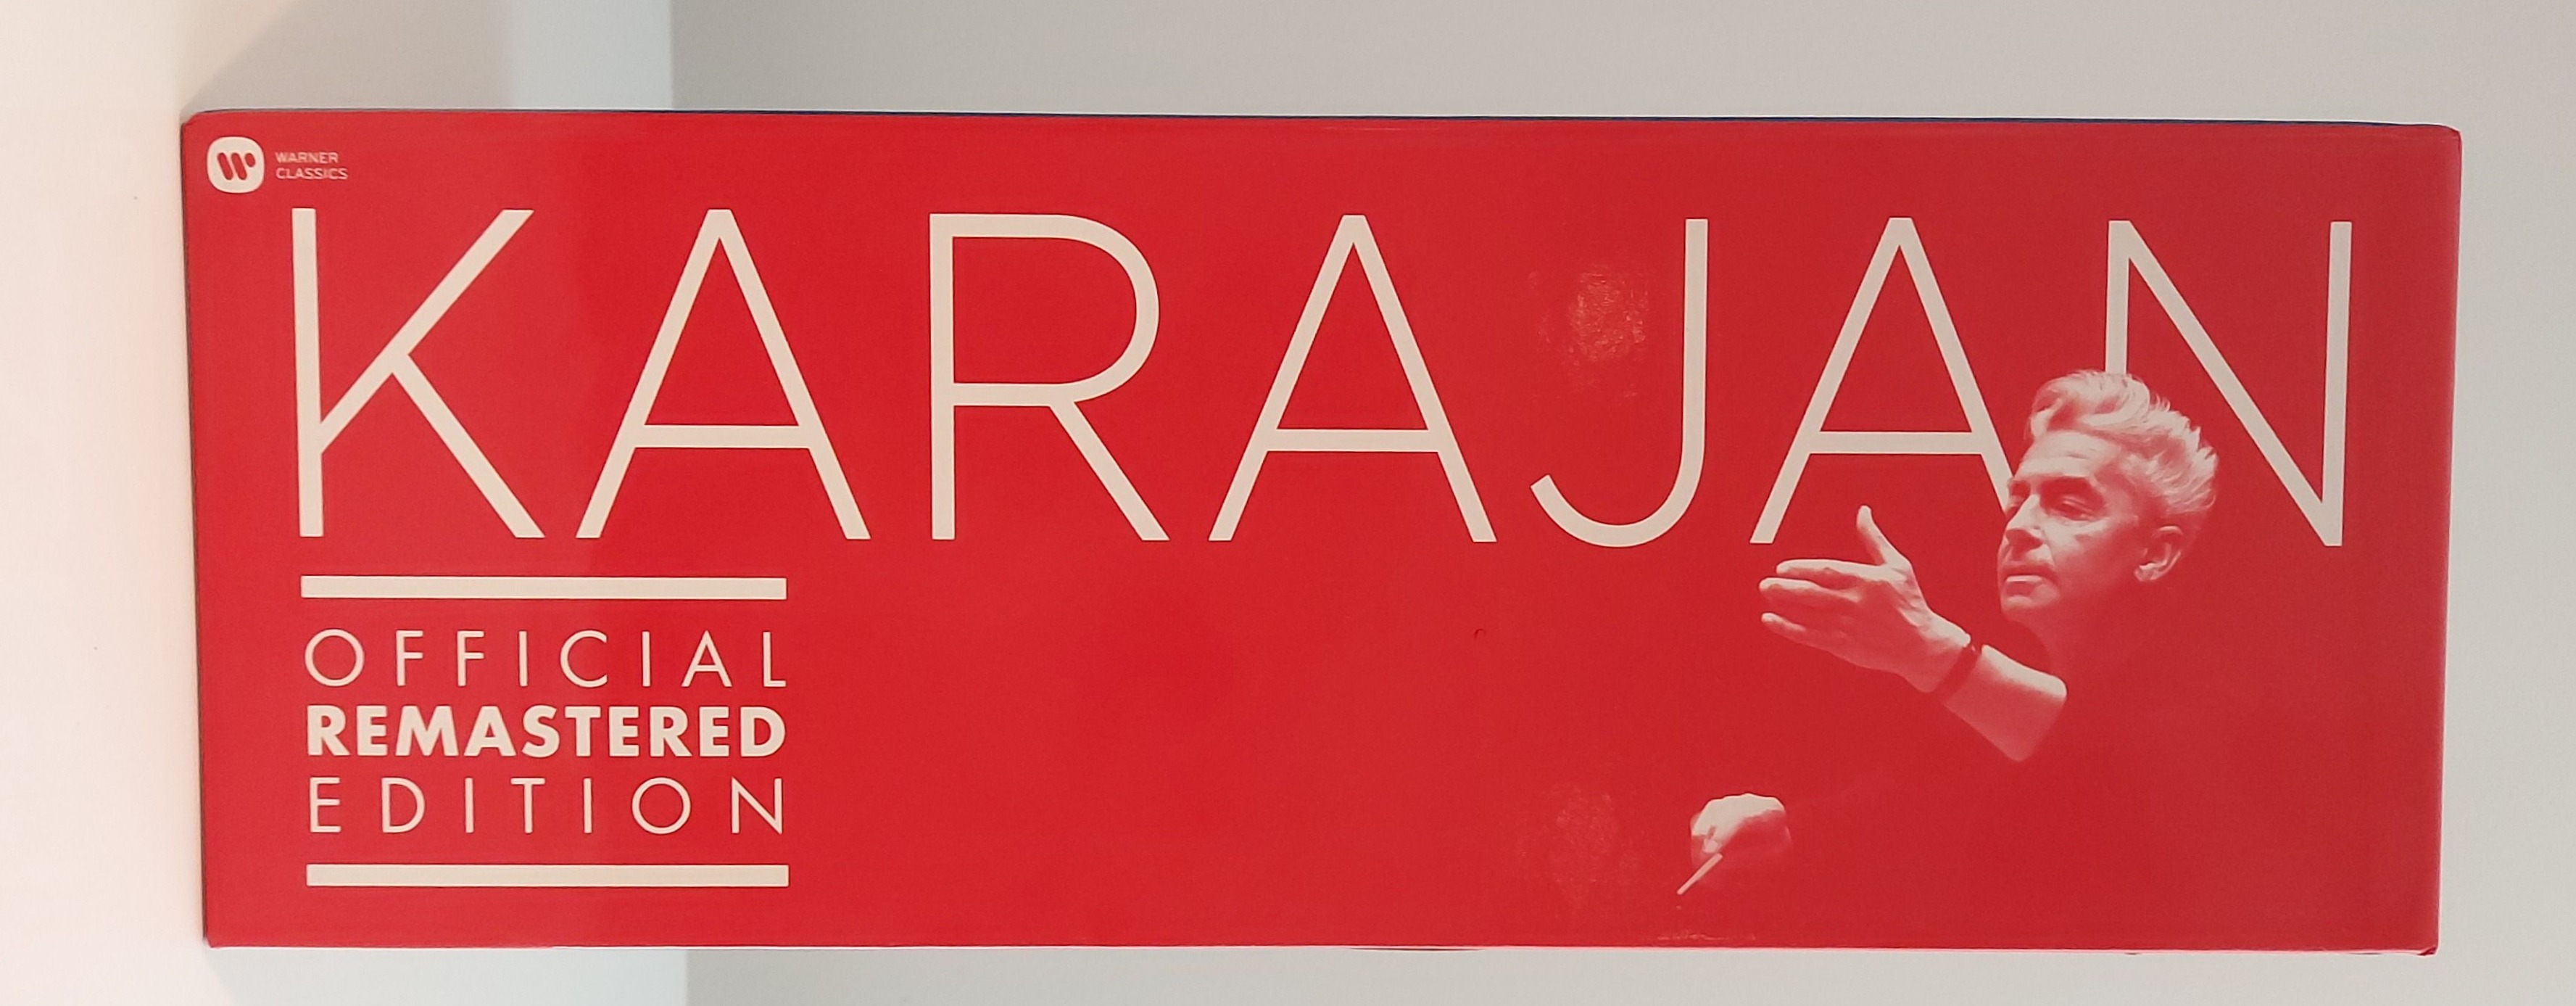 WARNER
CLASSICS
KARAJAN
OFFICIAL
REMASTERED
EDITION